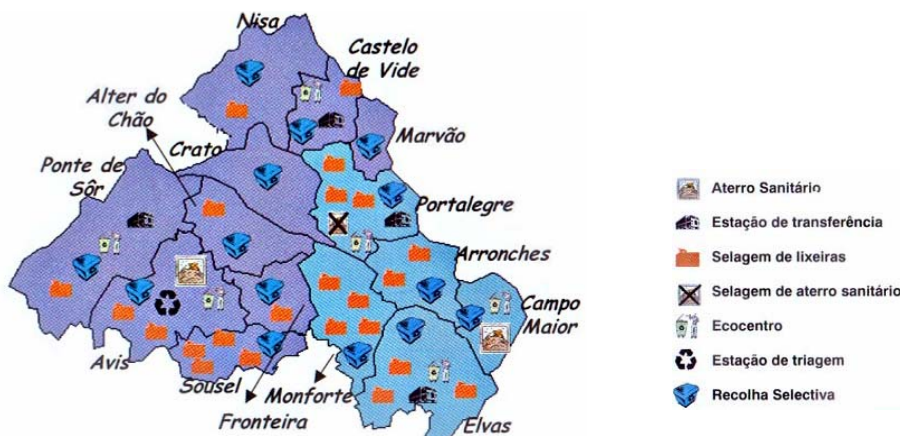 Nisa
Castelo
de Vide
Alter do
Chão
Marvão
Crato
Ponte de
Sôr
Portalegre
Arronches
Campo
Maior
Avis
Sousel
Monforte
Fronteira
Elvas
Aterro Sanitário
Estação de transferência
Selagem de lixeiras
Selagem de aterro sanitário
Ecocentro
Estação de triagem
Recolha Selectiva